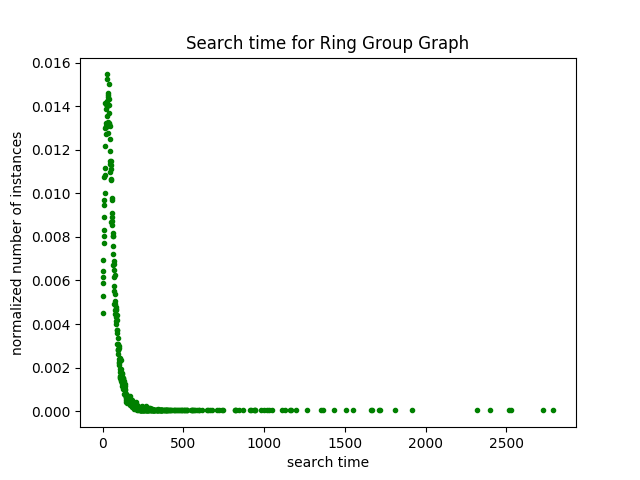 Search time for Ring Group Graph
normalized number of instances
0.016
0.014
0.012
0.010
0.008
0.006
0.004
0.002
0.000
0 500 1000 1500 2000 2500
search time